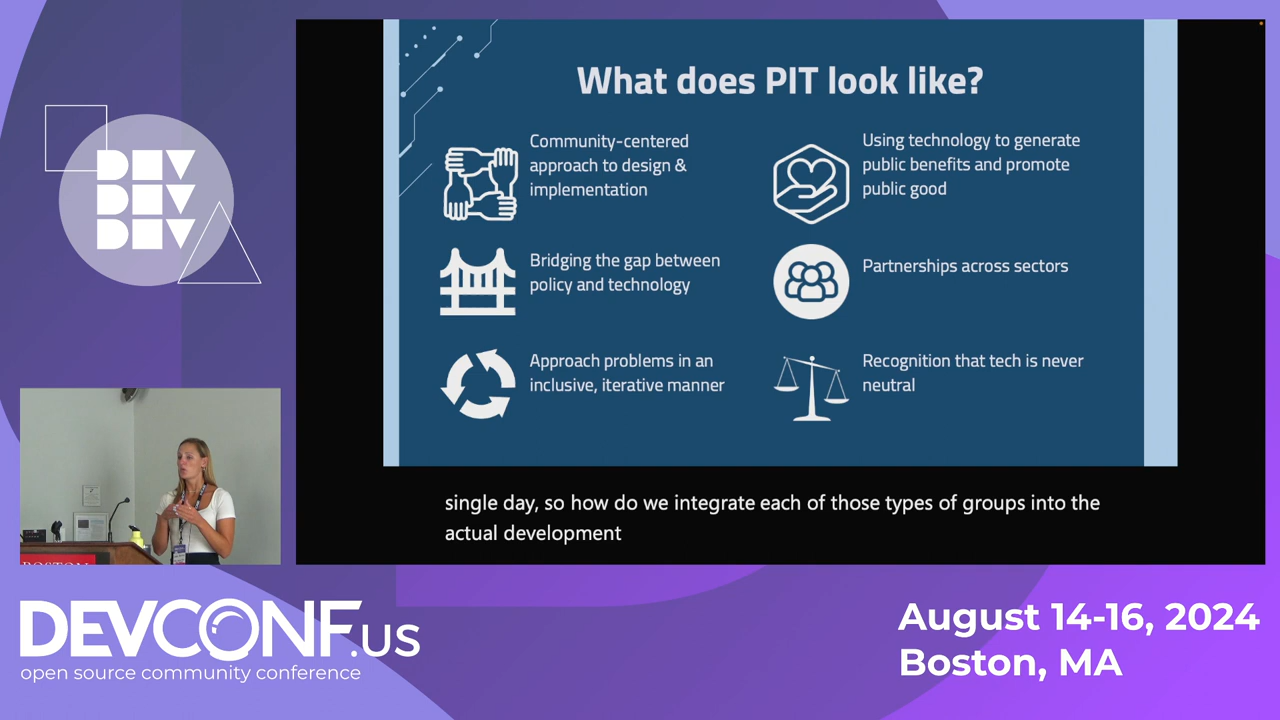 DEV
DEV
DEV
What does PIT look like?
Community-centered
approach to design &
implementation
Using technology to generate
public benefits and promote
public good
Bridging the gap between
policy and technology
Partnerships across sectors
Approach problems in an
inclusive, iterative manner
Recognition that tech is never
neutral
single day, so how do we integrate each of those types of groups into the
actual development
BOSTON
DEVCONF.US
open source community conference
August 14-16, 2024
Boston, MA